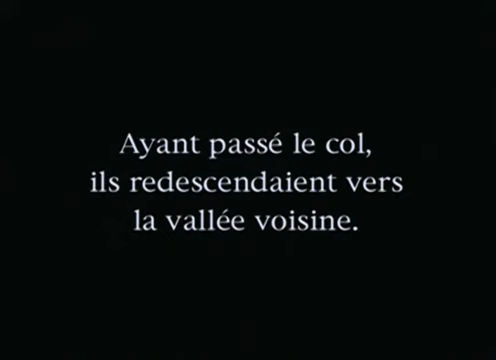 Ayant passé le col,
ils redescendaient vers
la vallée voisine.